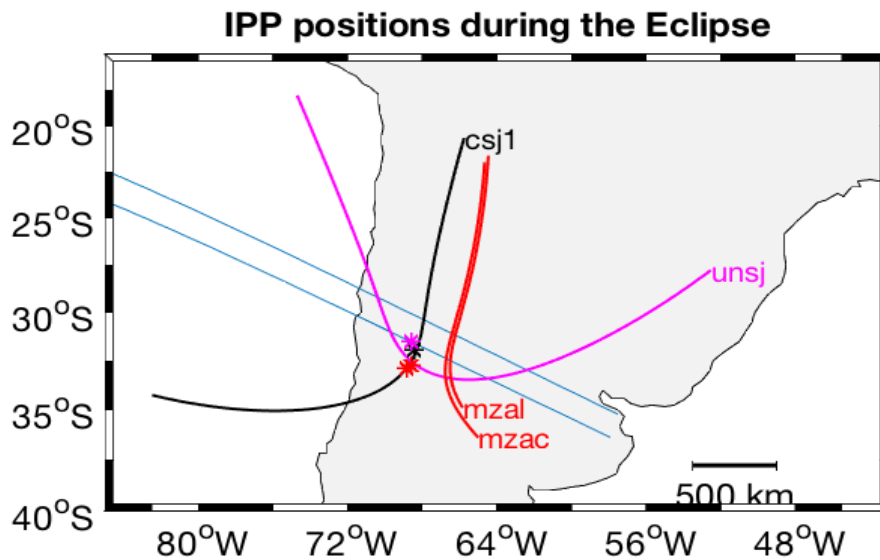 IPP positions during the Eclipse
20°S
25°S
30°S
35°S
40°S
csj1
unsj
mzal
mzac
500 km
80°W
72°W
64°W
56°W
48°W